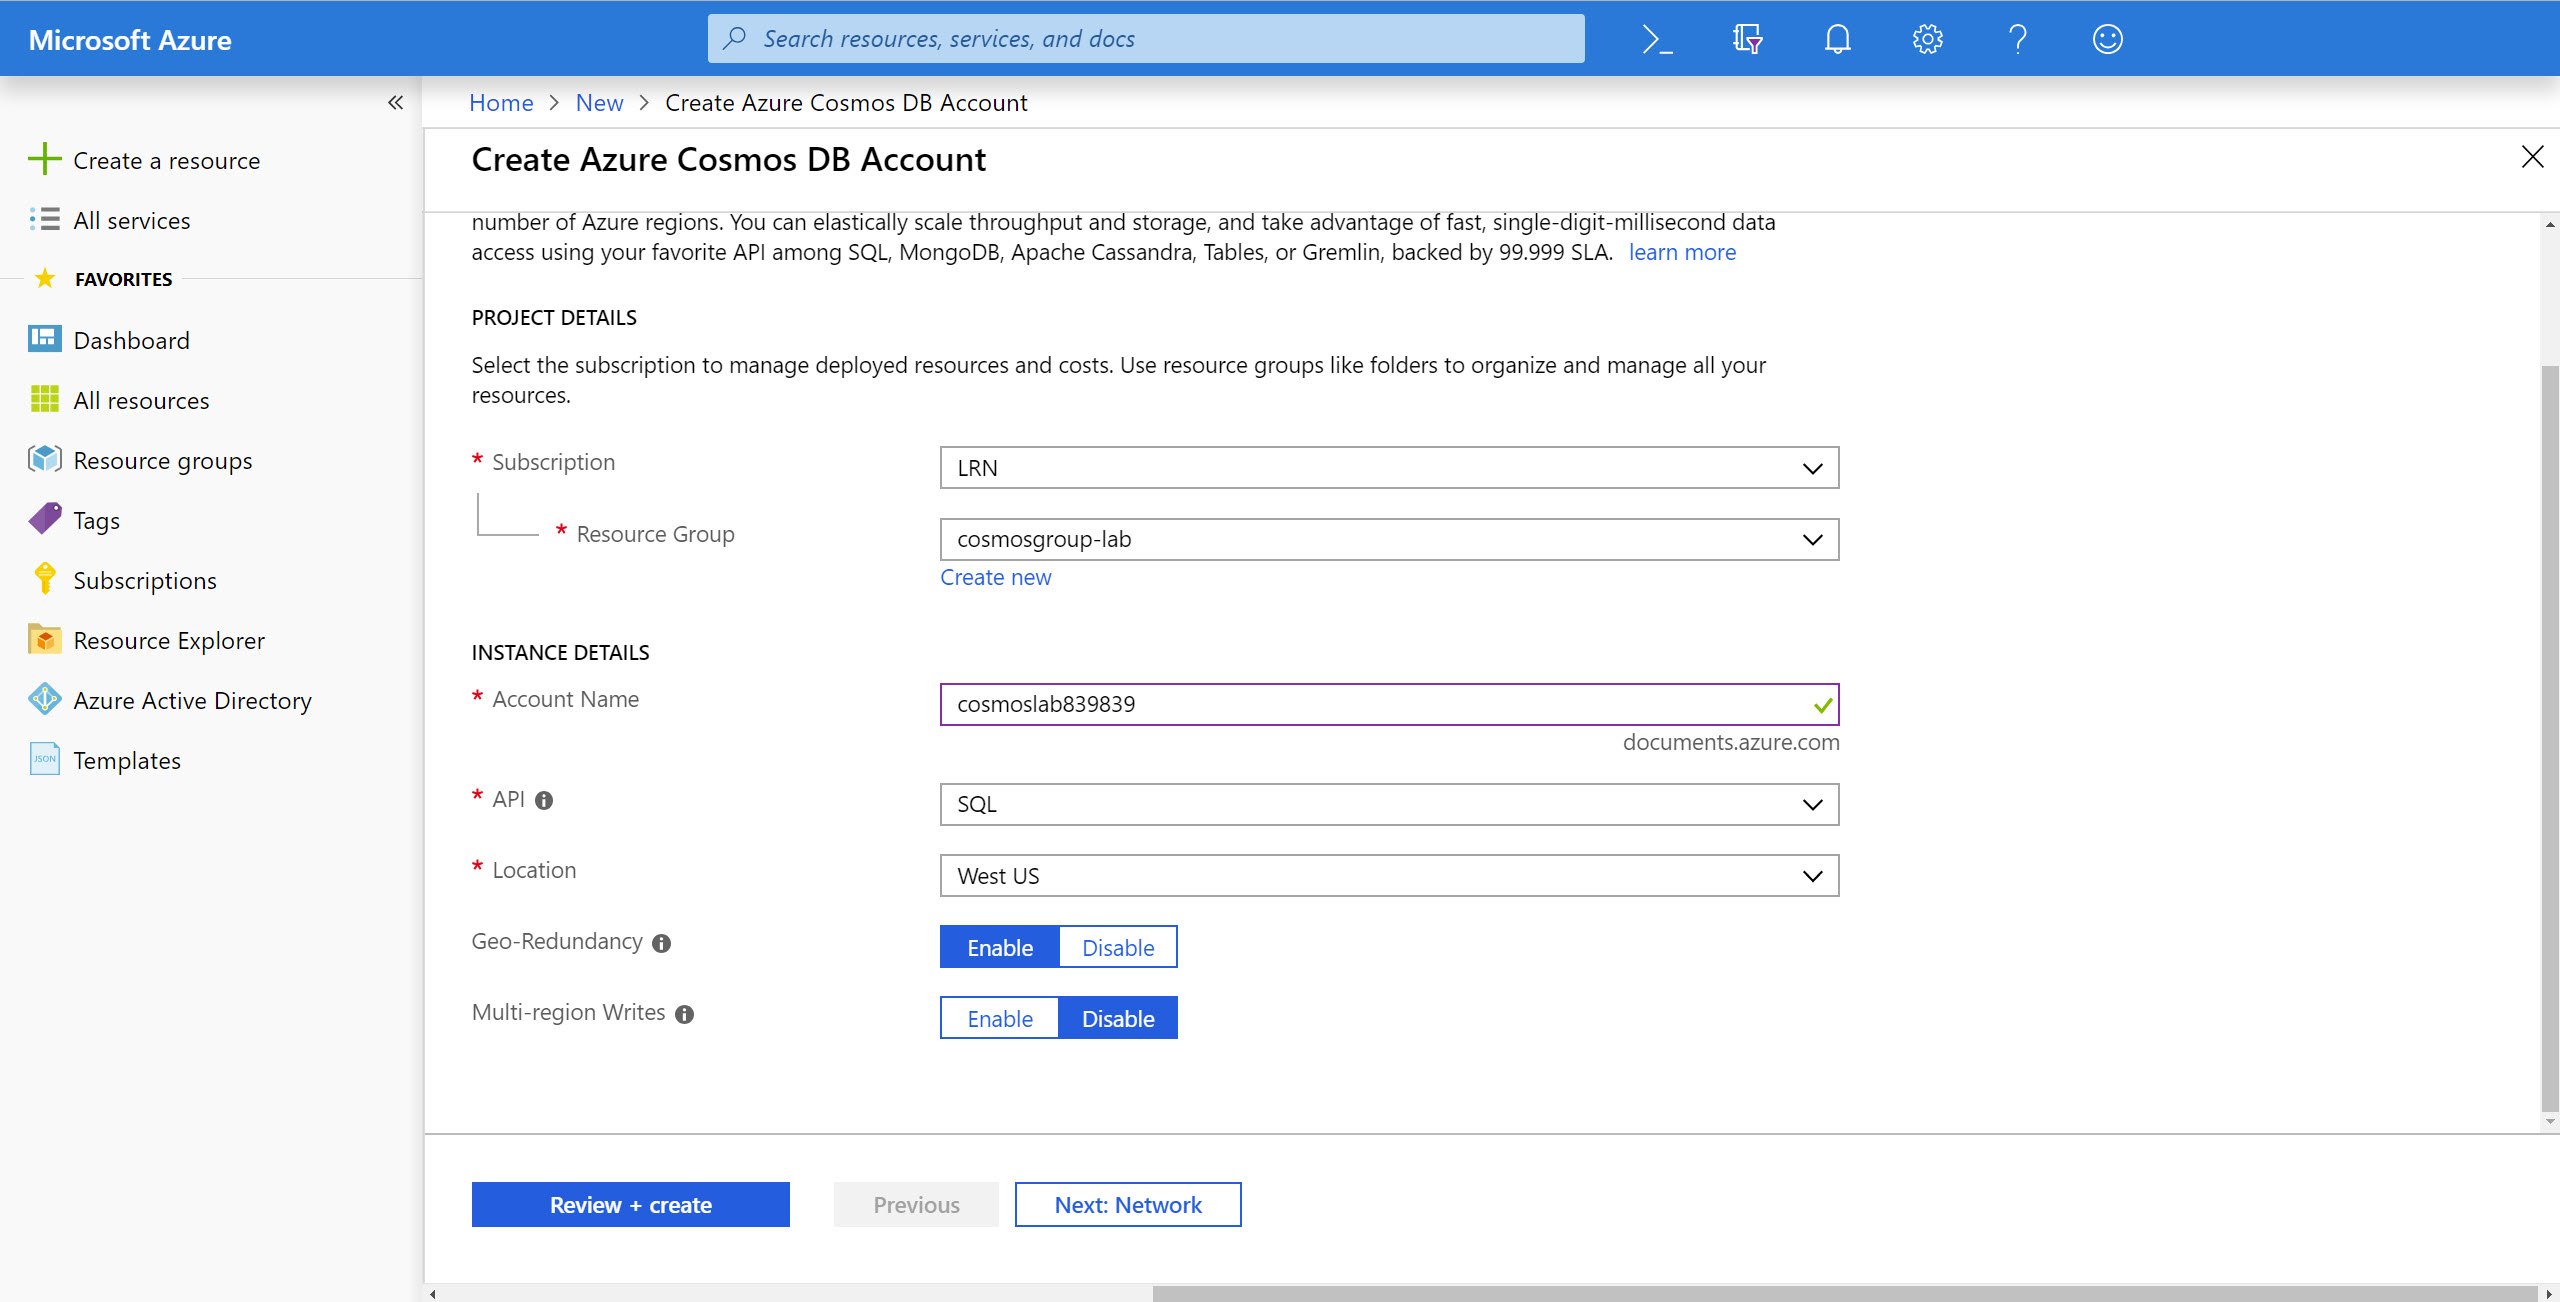 Microsoft Azure
Search resources, services, and docs
Home > New > Create Azure Cosmos DB Account
Create a resource
All services
FAVORITES
Dashboard
All resources
Resource groups
Tags
Subscriptions
Resource Explorer
Azure Active Directory
JSON
Templates
Create Azure Cosmos DB Account
number of Azure regions. You can elastically scale throughput and storage, and take advantage of fast, single-digit-millisecond data
access using your favorite API among SQL, MongoDB, Apache Cassandra, Tables, or Gremlin, backed by 99.999 SLA. learn more
PROJECT DETAILS
Select the subscription to manage deployed resources and costs. Use resource groups like folders to organize and manage all your
resources.
* Subscription
LRN
* Resource Group
cosmosgroup-lab
Create new
INSTANCE DETAILS
* Account Name
cosmoslab839839
documents.azure.com
* API
SQL
* Location
West US
Geo-Redundancy
Enable Disable
Multi-region Writes
Enable Disable
Review + create
Previous
Next: Network